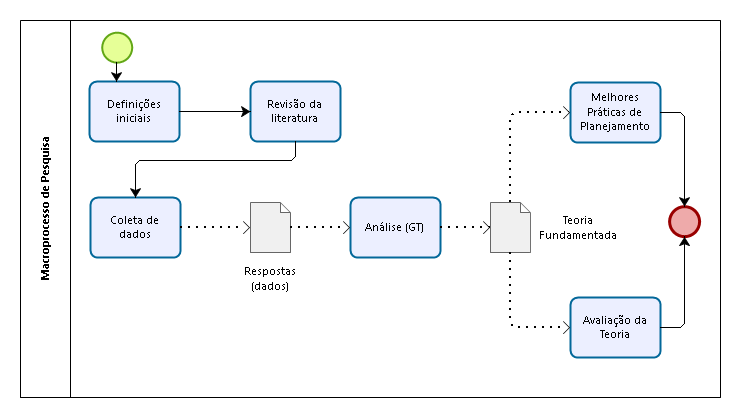 Macroprocesso de Pesquisa
Definições
iniciais
Revisão da
literatura
Melhores
Práticas de
Planejamento
Coleta de
dados
Respostas
(dados)
Análise (GT)
Teoria
Fundamentada
Avaliação da
Teoria